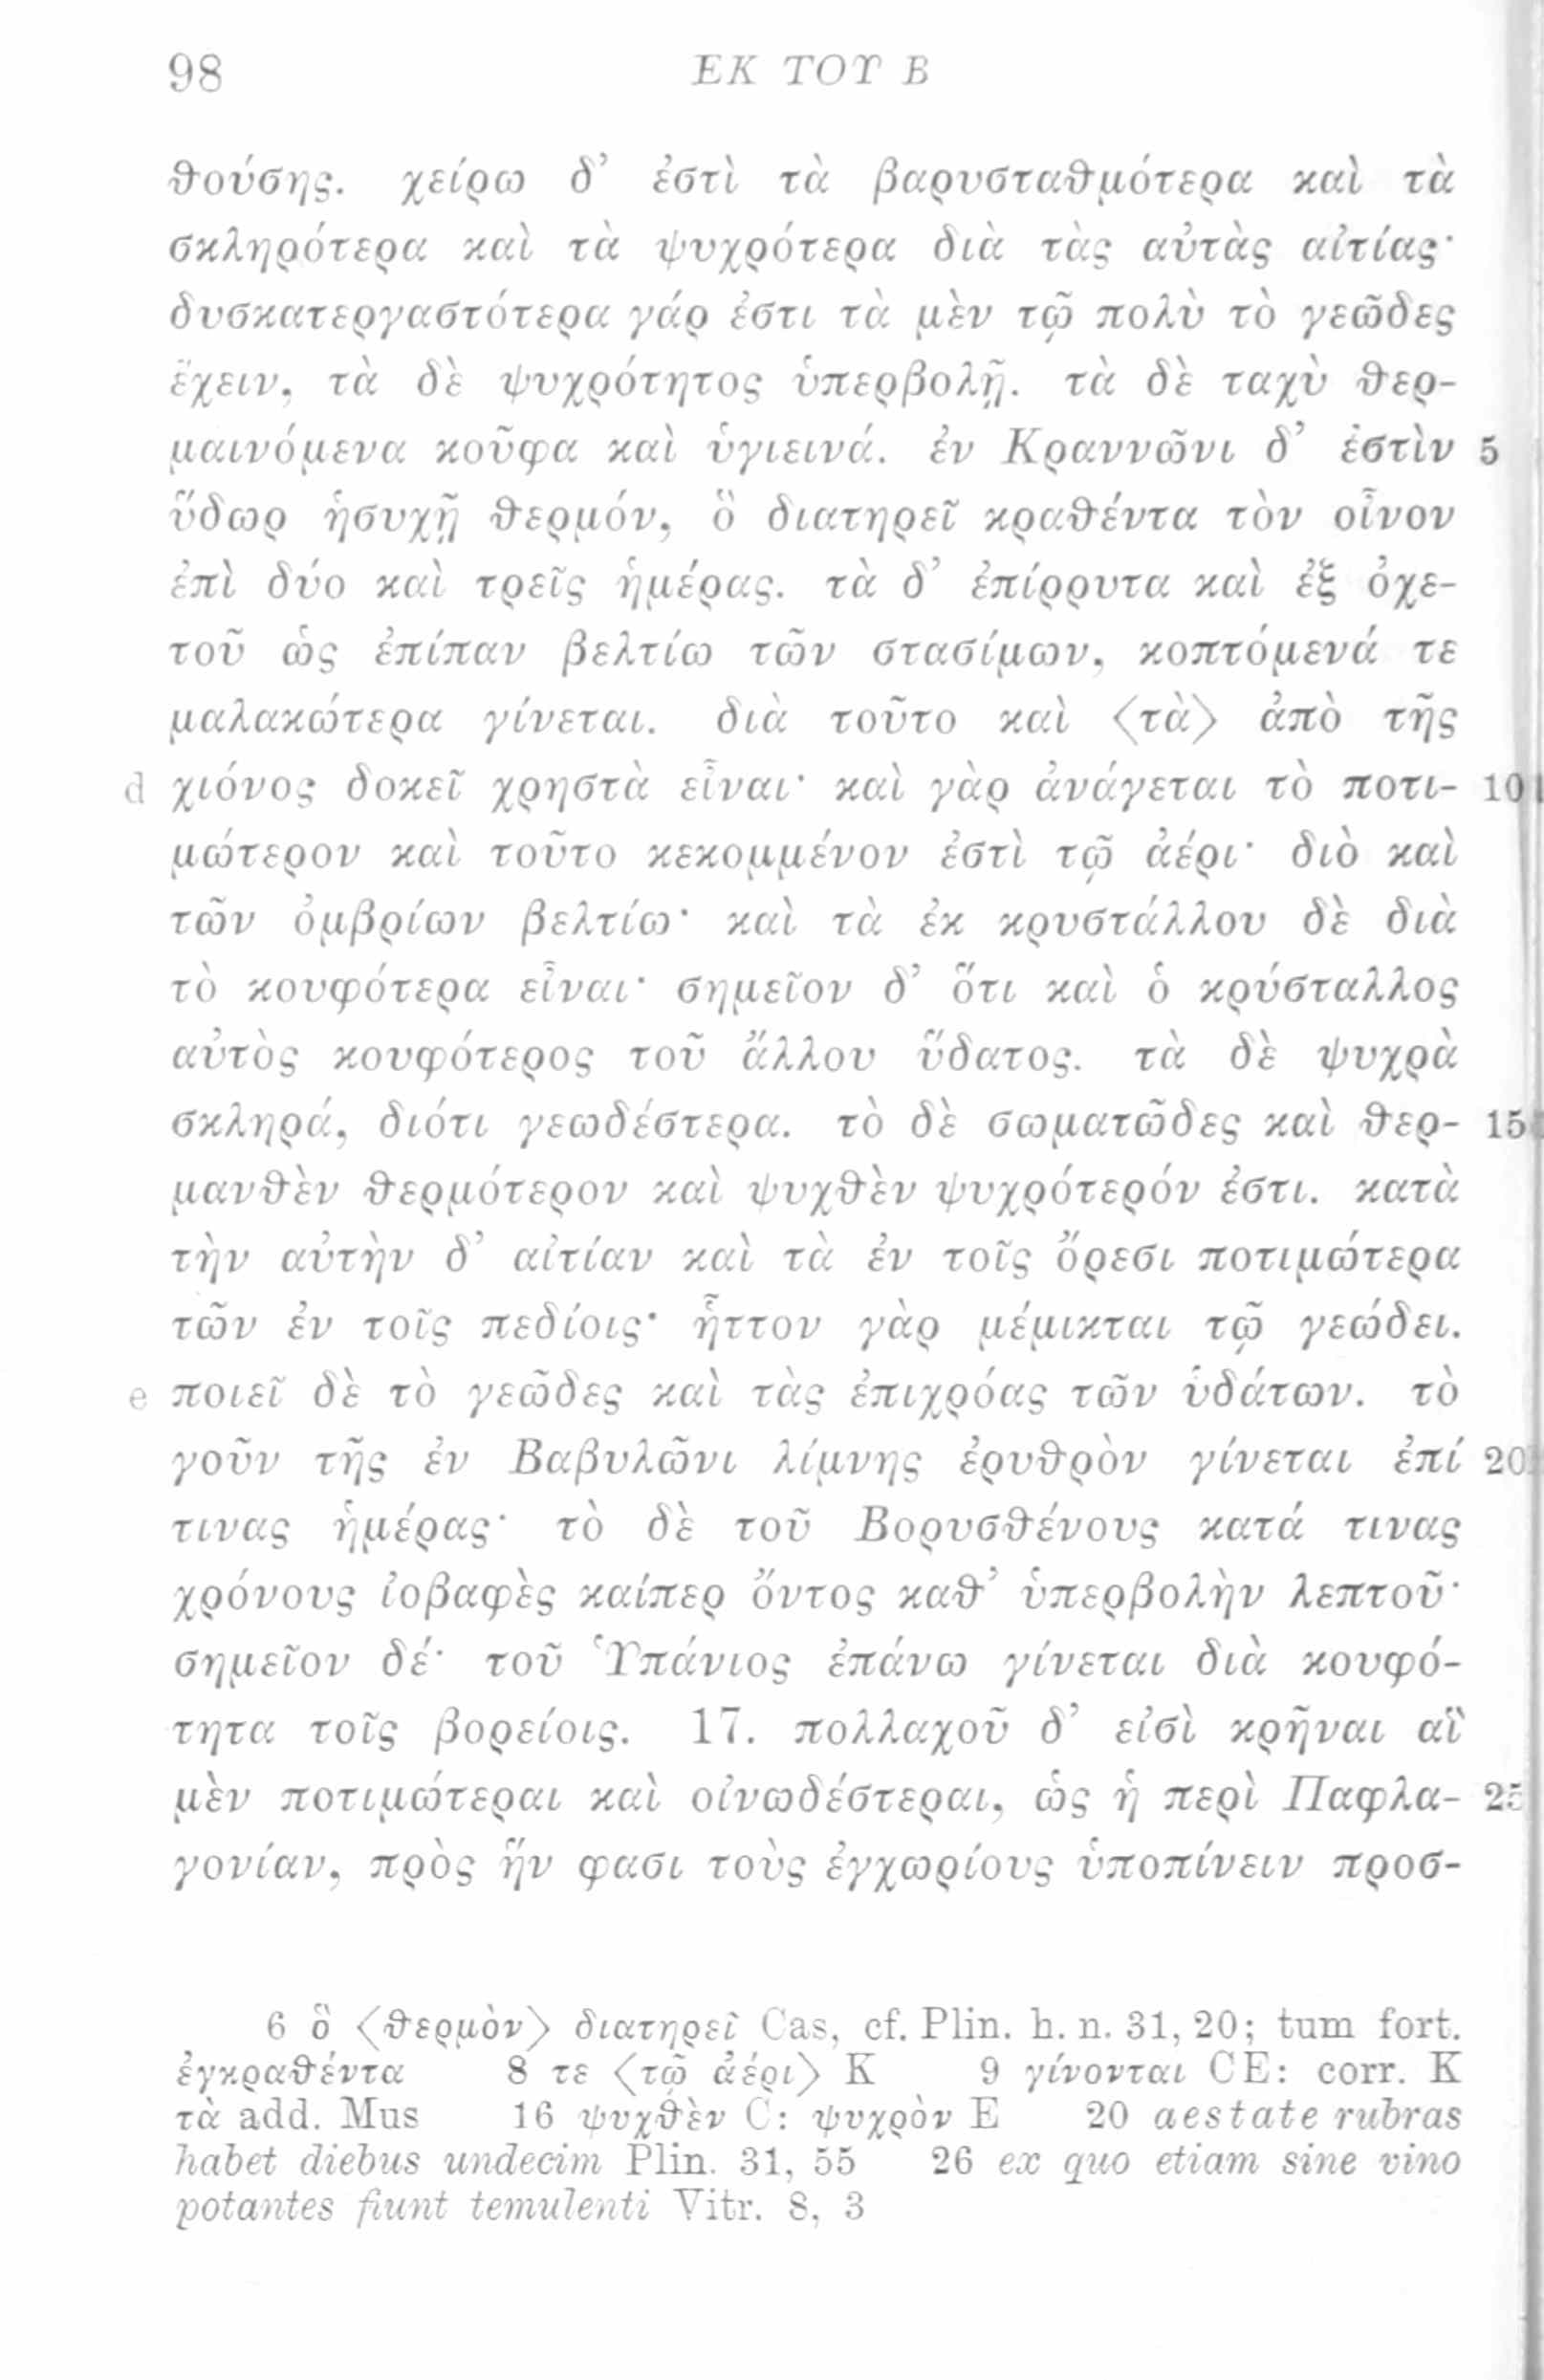 98 ΕΚ ΤΟΥ Β
θούσης. χείρω δ’ ἐστὶ τὰ βαρυσταθμότερα καὶ τὰ
σκληρότερα καὶ τὰ ψυχρότερα διὰ τὰς αὐτὰς αἰτίας·
δυσκατεργαστότερα γάρ ἐστι τὰ μὲν τῷ πολὺ τὸ γεῶδες
ἔχειν, τὰ δὲ ψυχρότητος ὑπερβολῇ. τὰ δὲ ταχὺ θερ-
μαινόμενα κοῦφα καὶ ὑγιεινά. ἐν Κραννῶνι δ’ ἐστὶν 5
ὕδωρ ἡσυχῇ θερμόν, ὃ διατηρεῖ κραθέντα τὸν οἶνον
ἐπὶ δύο καὶ τρεῖς ἡμέρας. τὰ δ’ ἐπίρρυτα καὶ ἐξ ὀχε-
τοῦ ὡς ἐπίπαν βελτίω τῶν στασίμων, κοπτόμενά τε
μαλακώτερα γίνεται. διὰ τοῦτο καὶ 〈τὰ〉 ἀπὸ τῆς
d χιόνος δοκεῖ χρηστὰ εἶναι· καὶ γὰρ ἀνάγεται τὸ ποτι- 10
μώτερον καὶ τοῦτο κεκομμένον ἐστὶ τῷ ἀέρι· διὸ καὶ
τῶν ὀμβρίων βελτίω· καὶ τὰ ἐκ κρυστάλλου δὲ διὰ
τὸ κουφότερα εἶναι· σημεῖον δ’ ὅτι καὶ ὁ κρύσταλλος
αὐτὸς κουφότερος τοῦ ἄλλου ὕδατος. τὰ δὲ ψυχρὰ
σκληρά, διότι γεωδέστερα. τὸ δὲ σωματῶδες καὶ θερ- 15
μανθὲν θερμότερον καὶ ψυχθὲν ψυχρότερόν ἐστι. κατὰ
τὴν αὐτὴν δ’ αἰτίαν καὶ τὰ ἐν τοῖς ὄρεσι ποτιμώτερα
τῶν ἐν τοῖς πεδίοις· ἧττον γὰρ μέμικται τῷ γεώδει.
e ποιεῖ δὲ τὸ γεῶδες καὶ τὰς ἐπιχρόας τῶν ὑδάτων. τὸ
γοῦν τῆς ἐν Βαβυλῶνι λίμνης ἐρυθρὸν γίνεται ἐπί 20
τινας ἡμέρας· τὸ δὲ τοῦ Βορυσθένους κατά τινας
χρόνους ἰοβαφὲς καίπερ ὄντος καθ’ ὑπερβολὴν λεπτοῦ·
σημεῖον δέ· τοῦ Ὑπάνιος ἐπάνω γίνεται διὰ κουφό-
τητα τοῖς βορείοις. 17. πολλαχοῦ δ’ εἰσὶ κρῆναι αἳ
μὲν ποτιμώτεραι καὶ οἰνωδέστεραι, ὡς ἡ περὶ Παφλα- 25
γονίαν, πρὸς ἥν φασι τοὺς ἐγχωρίους ὑποπίνειν προσ-
6 ὃ 〈θερμὸν〉 διατηρεῖ Cas, cf. Plin. h. n. 31, 20; tum fort.
ἐγκραθέντα 8 τε 〈τῷ ἀέρι〉 K 9 γίνονται CE: corr. K
τὰ add. Mus 16 ψυχθὲν C: ψυχρὸν E 20 aestate rubras
habet diebus undecim Plin. 31, 55 26 ex quo etiam sine vino
potantes fiunt temulenti Vitr. 8, 3